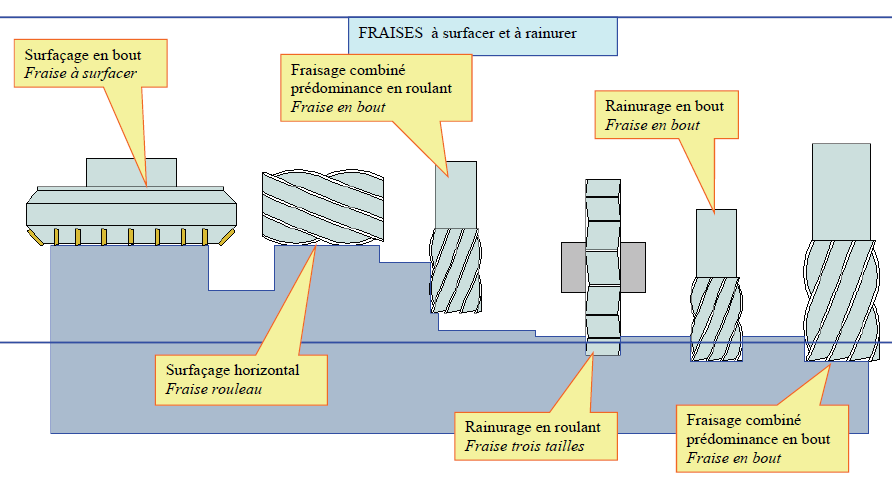 FRAISES à surfacer et à rainurer
Surfaçage en bout
Fraise à surfacer
Fraisage combiné
prédominance en roulant
Fraise en bout
Rainurage en bout
Fraise en bout
Surfaçage horizontal
Fraise rouleau
Rainurage en roulant
Fraise trois tailles
Fraisage combiné
prédominance en bout
Fraise en bout